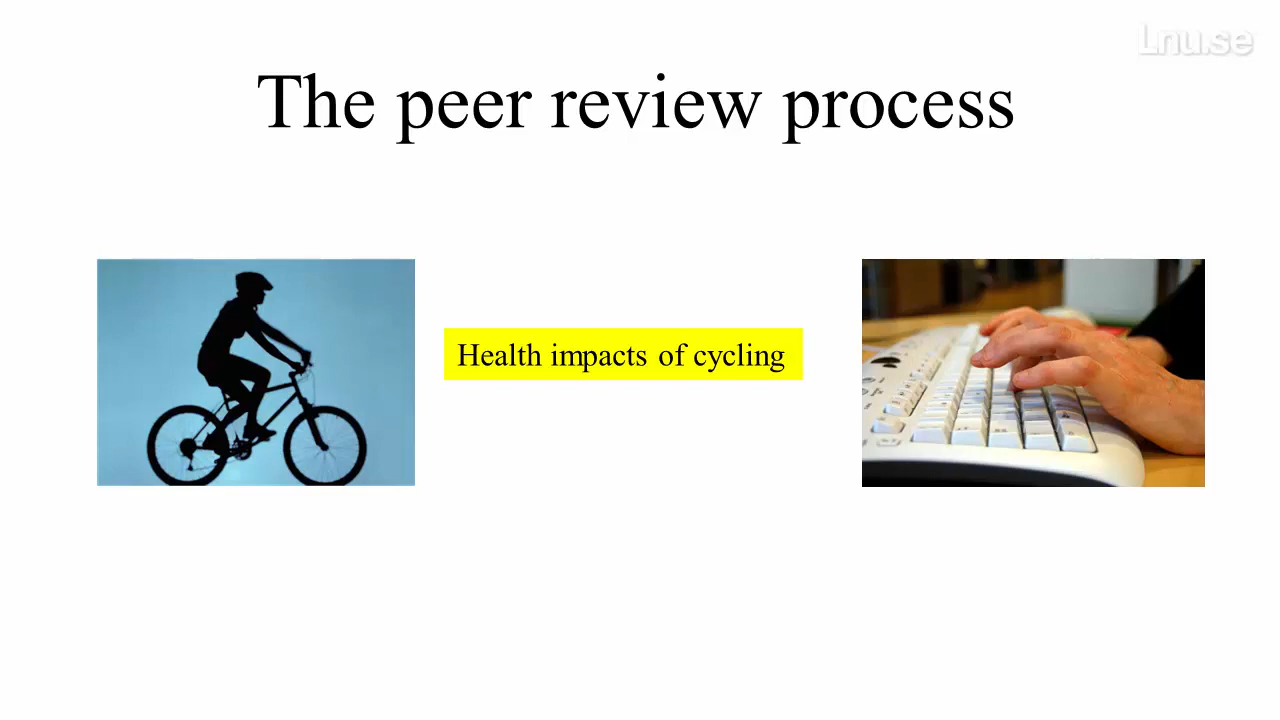 Lnu.se
The peer review process
Health impacts of cycling